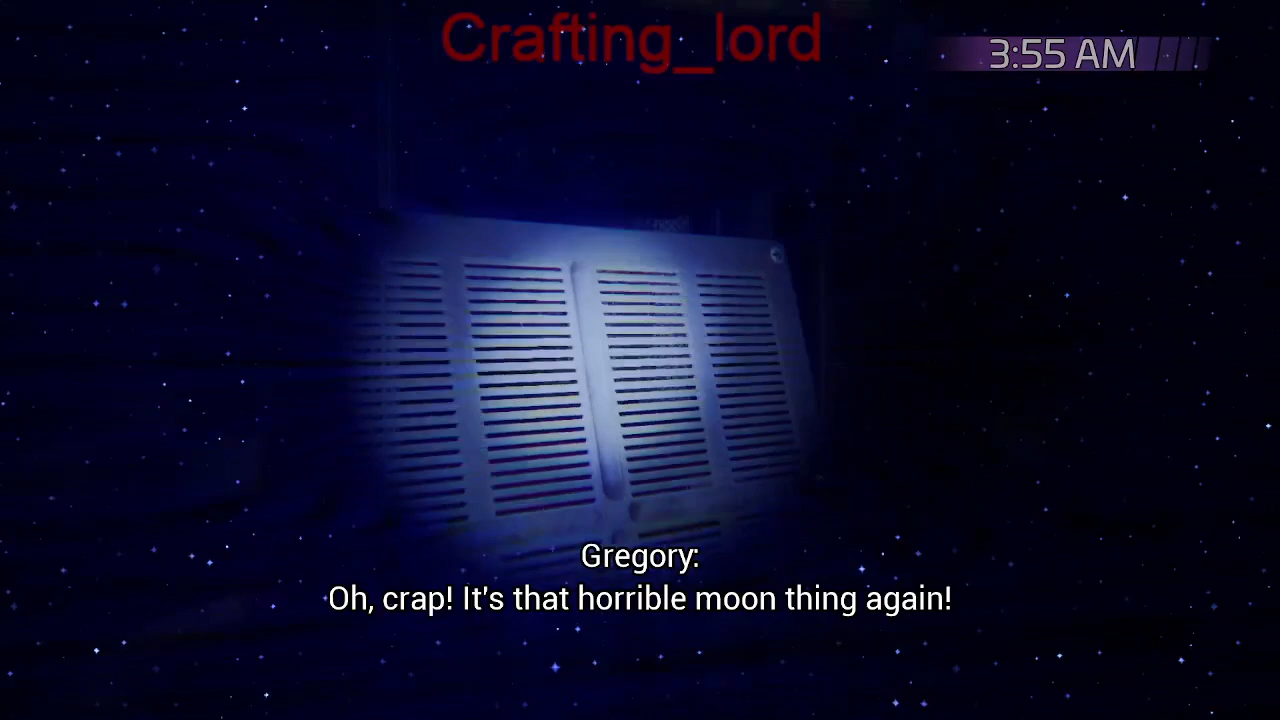 Crafting_lord
3:55 AM
Gregory:
Oh, crap! It's that horrible moon thing again!